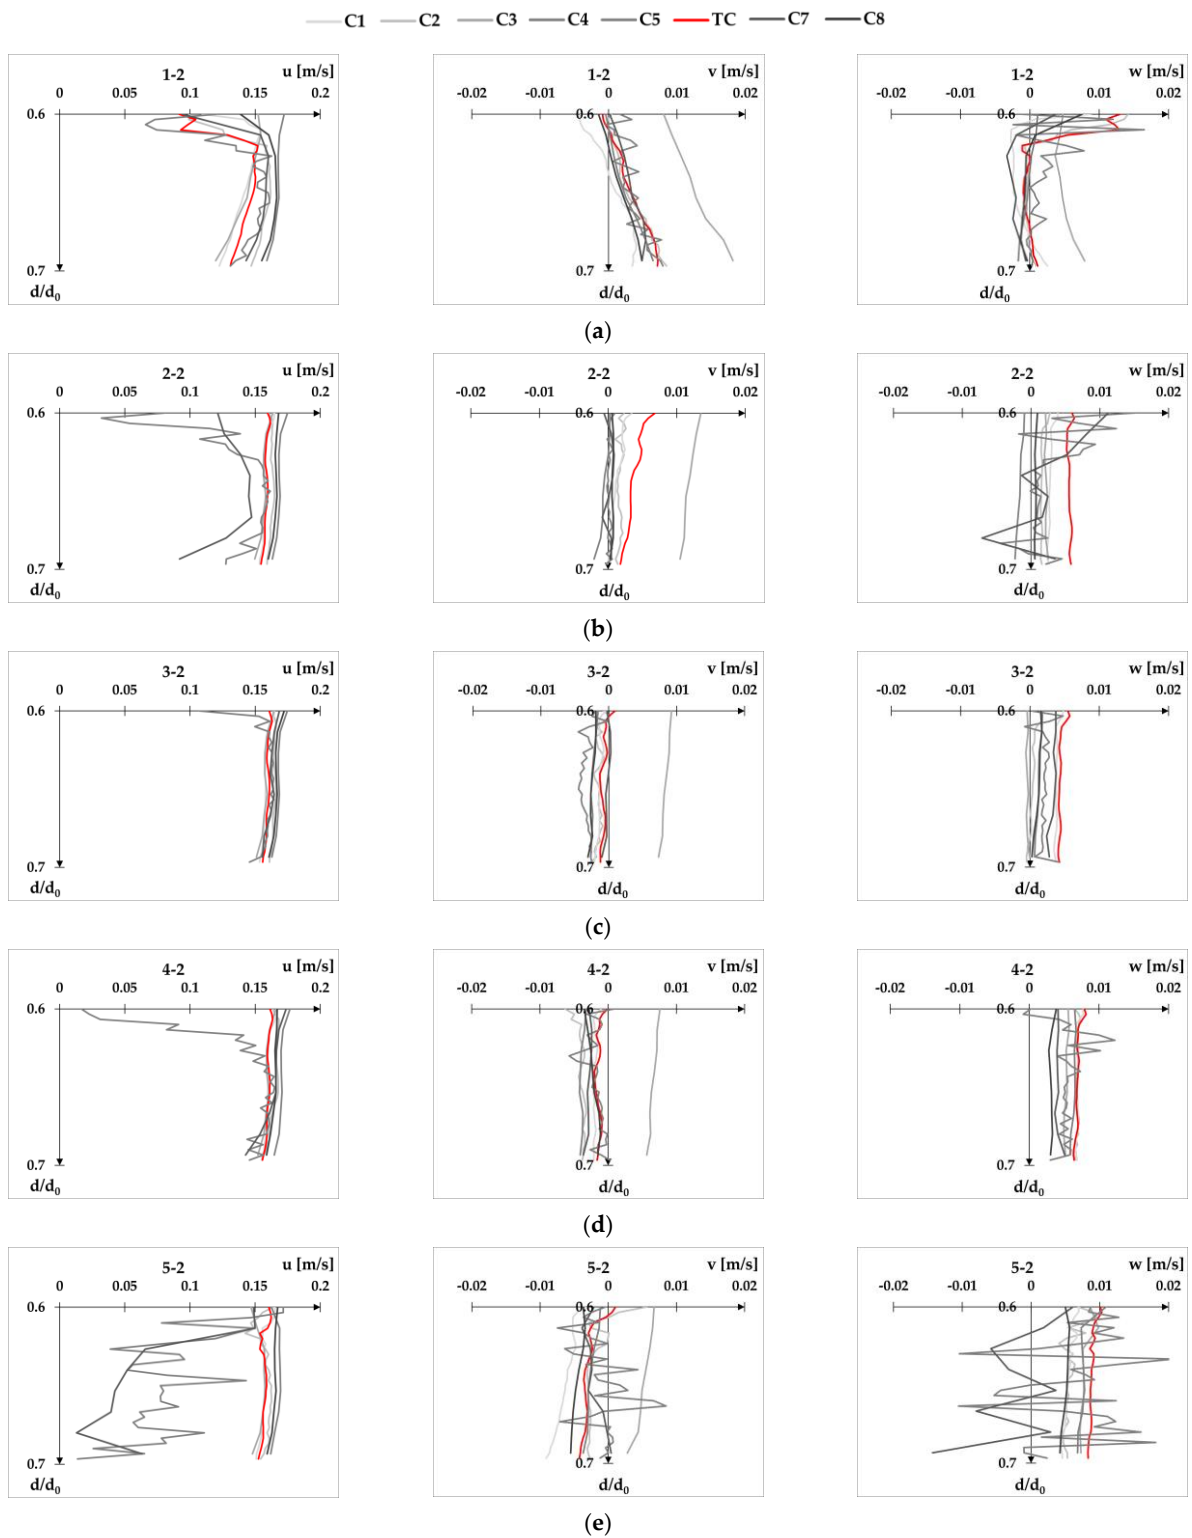 C1 C2 C3 C4 C5 TC C7 C8
1-2 u [m/s] 1-2 v [m/s] 1-2 w [m/s]
0 0.05 0.1 0.15 0.2 -0.02 -0.01 0 0.01 0.02 -0.02 -0.01 0 0.01 0.02
0.6 0.6 0.6
0.7 0.7 0.7
d/d0 d/d0 d/d0
(a)
2-2 u [m/s] 2-2 v [m/s] 2-2 w [m/s]
0 0.05 0.1 0.15 0.2 -0.02 -0.01 0 0.01 0.02 -0.02 -0.01 0 0.01 0.02
0.6 0.6 0.6
0.7 0.7 0.7
d/d0 d/d0 d/d0
(b)
3-2 u [m/s] 3-2 v [m/s] 3-2 w [m/s]
0 0.05 0.1 0.15 0.2 -0.02 -0.01 0 0.01 0.02 -0.02 -0.01 0 0.01 0.02
0.6 0.6 0.6
0.7 0.7 0.7
d/d0 d/d0 d/d0
(c)
4-2 u [m/s] 4-2 v [m/s] 4-2 w [m/s]
0 0.05 0.1 0.15 0.2 -0.02 -0.01 0 0.01 0.02 -0.02 -0.01 0 0.01 0.02
0.6 0.6 0.6
0.7 0.7 0.7
d/d0 d/d0 d/d0
(d)
5-2 u [m/s] 5-2 v [m/s] 5-2 w [m/s]
0 0.05 0.1 0.15 0.2 -0.02 -0.01 0 0.01 0.02 -0.02 -0.01 0 0.01 0.02
0.6 0.6 0.6
0.7 0.7 0.7
d/d0 d/d0 d/d0
(e)